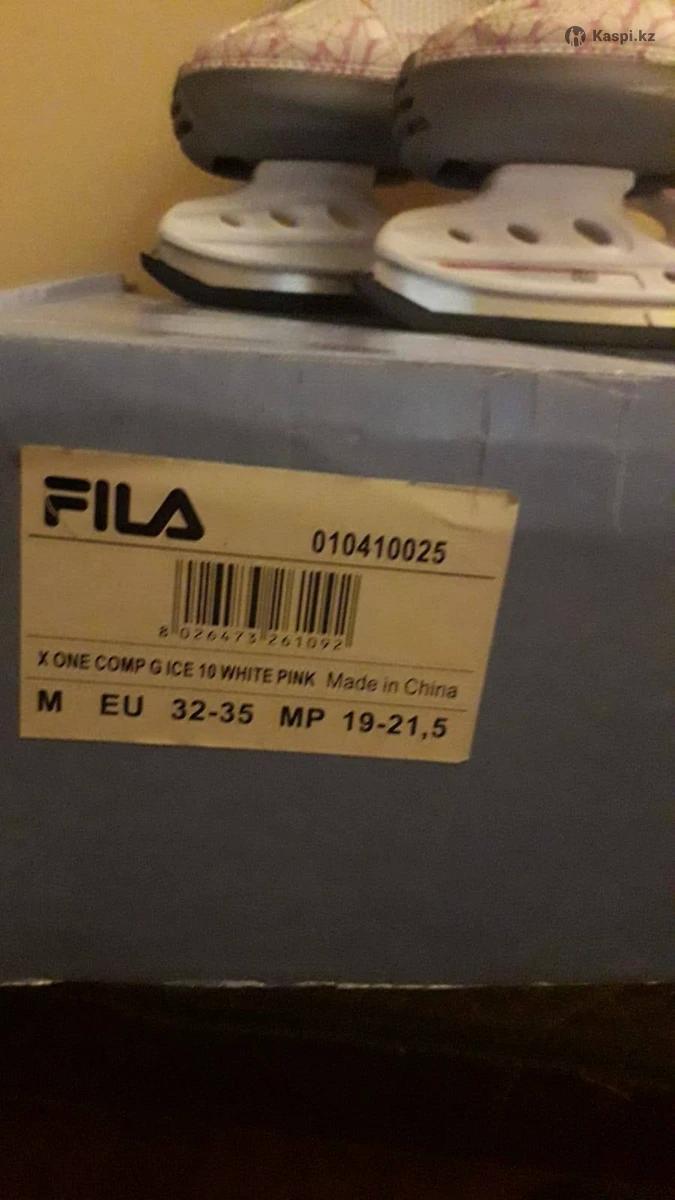 Kaspi.kz
FILA
010410025
8 026473 261092
X ONE COMP G ICE 10 WHITE PINK Made in China
M EU 32-35 MP 19-21,5